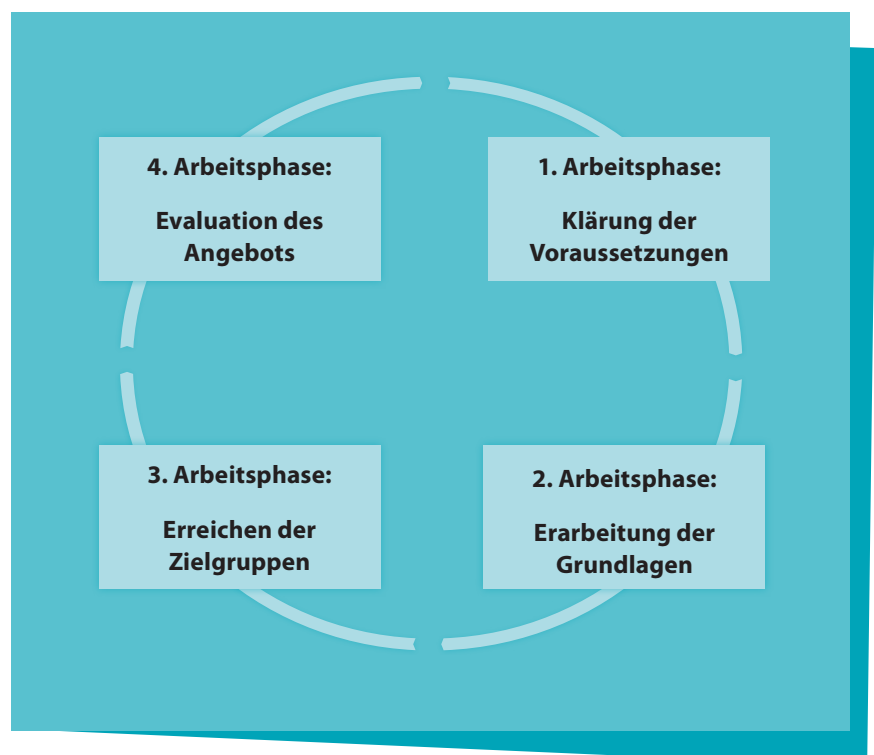 4. Arbeitsphase:
Evaluation des
Angebots
1. Arbeitsphase:
Klärung der
Voraussetzungen
3. Arbeitsphase:
Erreichen der
Zielgruppen
2. Arbeitsphase:
Erarbeitung der
Grundlagen